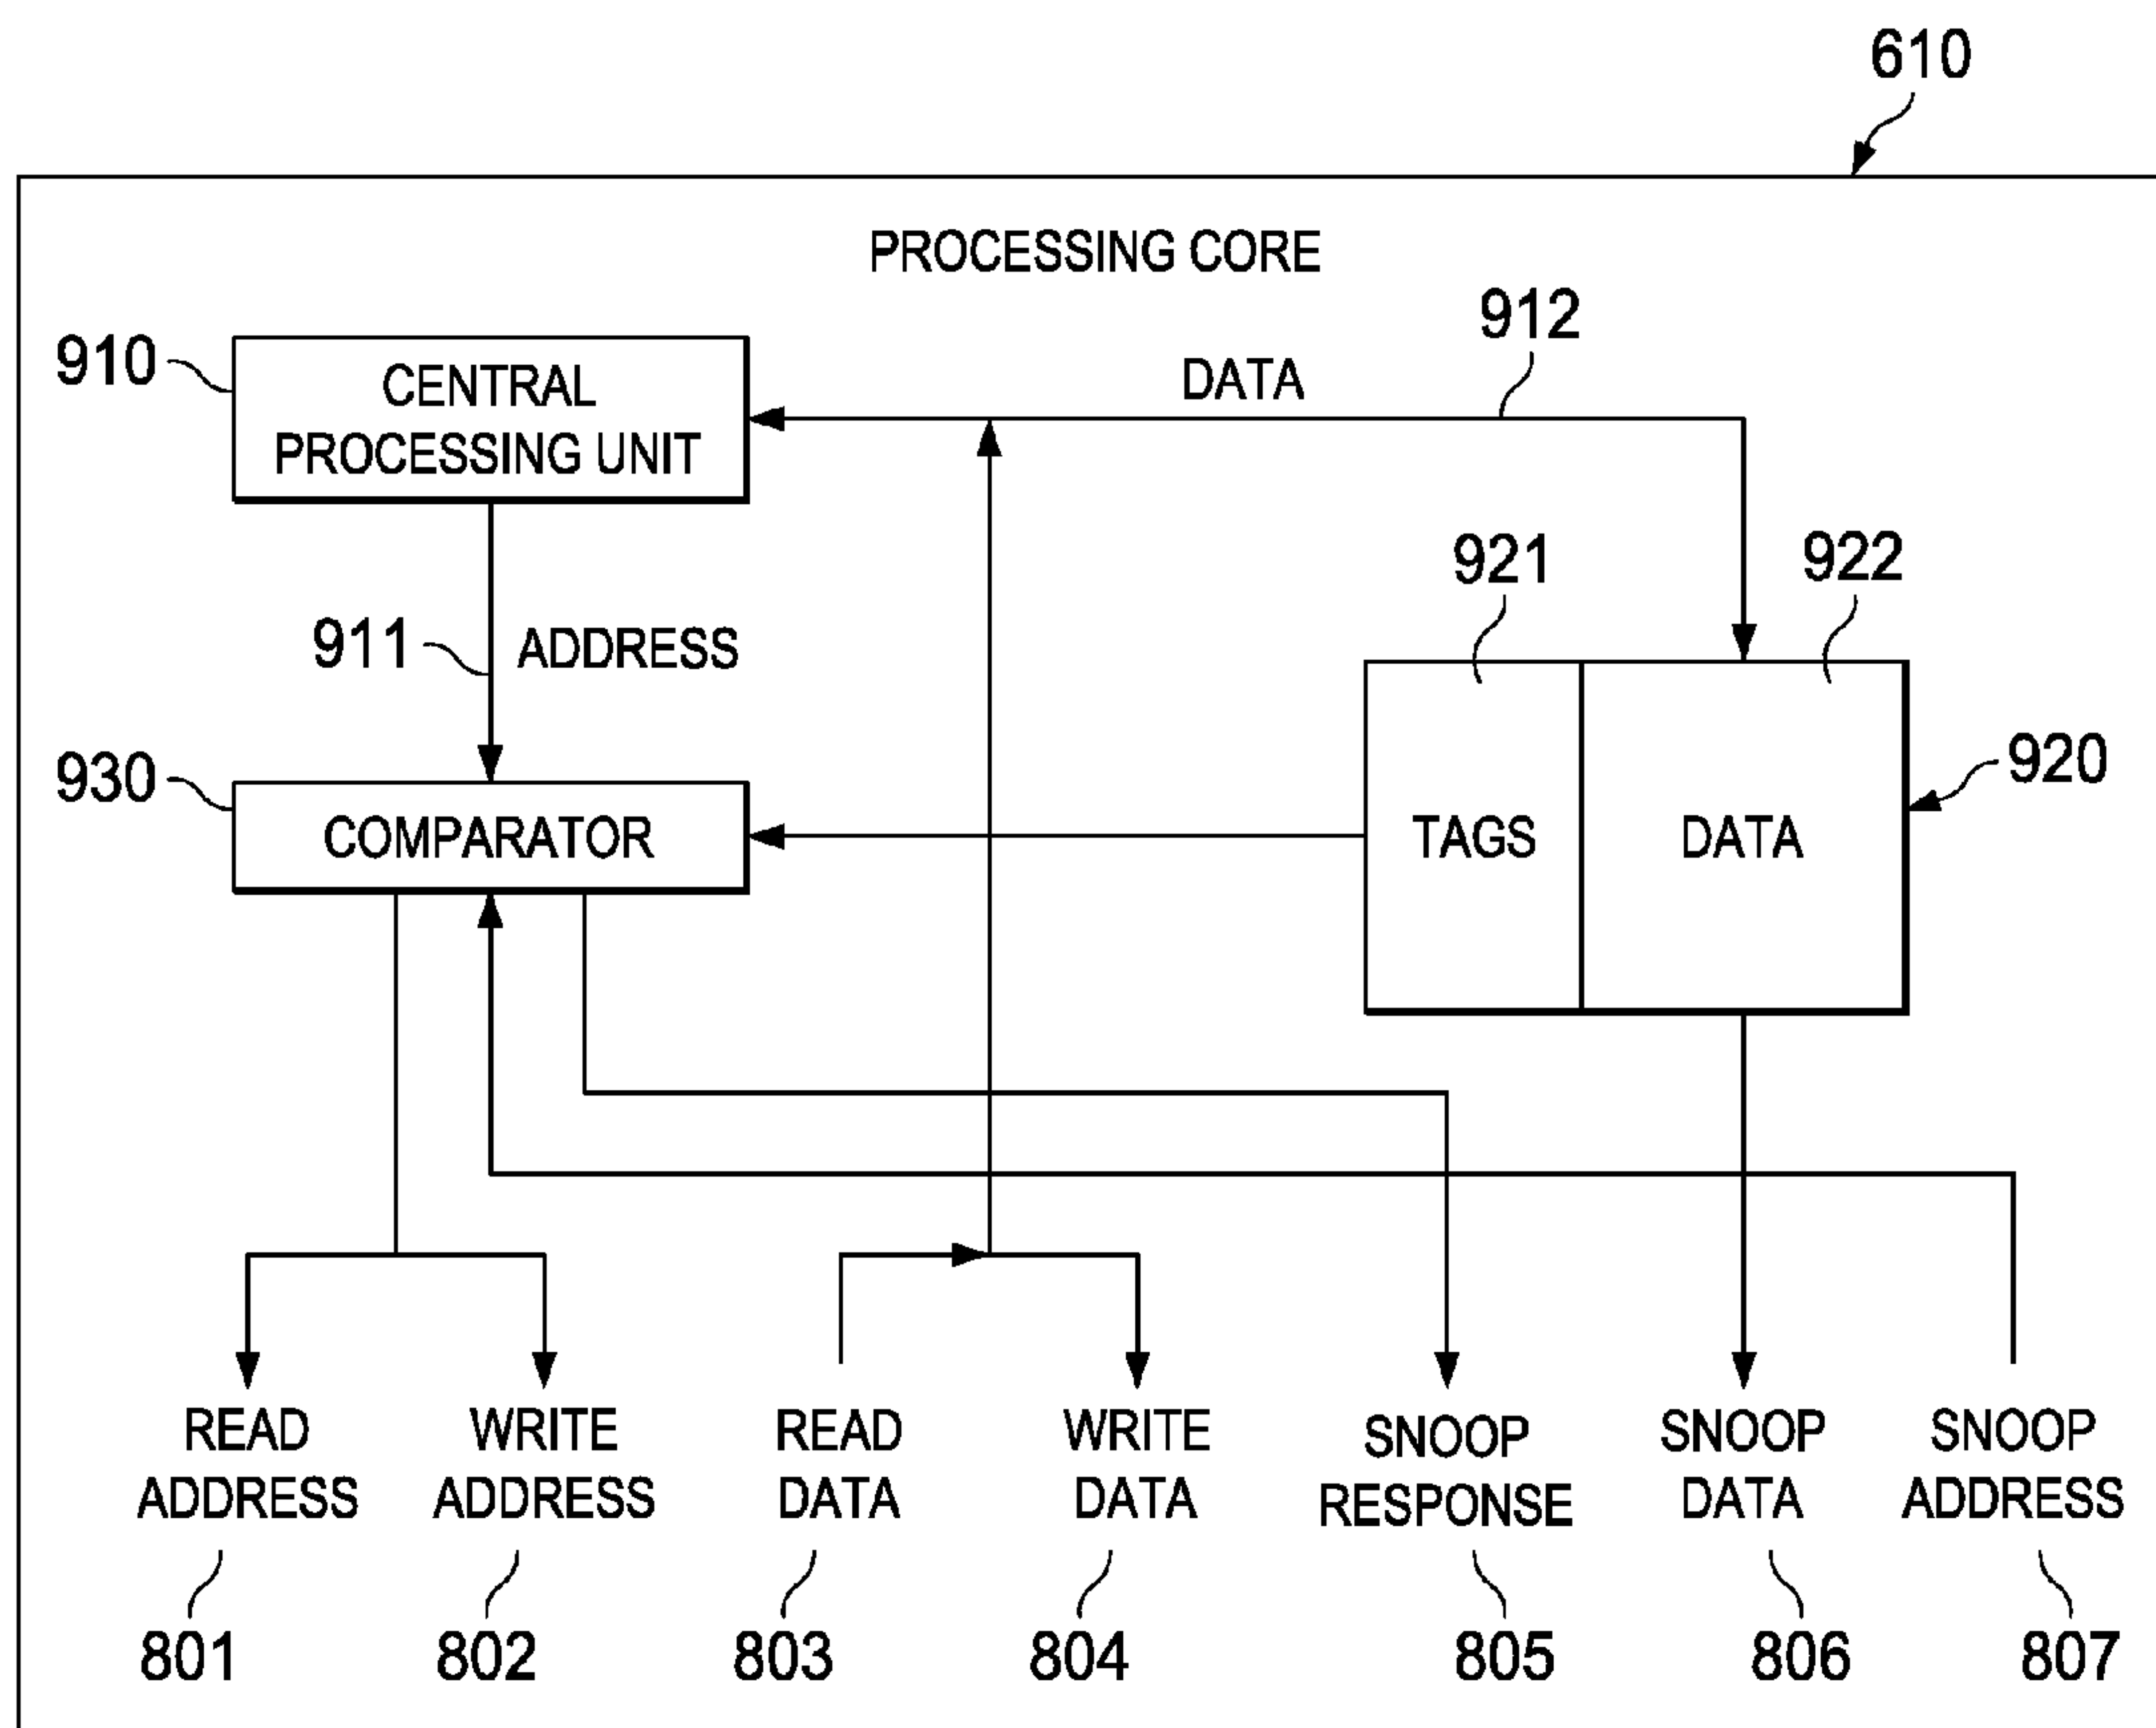 610
PROCESSING CORE
910
CENTRAL
PROCESSING UNIT
DATA
912
911
ADDRESS
921
922
930
COMPARATOR
TAGS
DATA
920
READ
ADDRESS
WRITE
ADDRESS
READ
DATA
WRITE
DATA
SNOOP
RESPONSE
SNOOP
DATA
SNOOP
ADDRESS
801
802
803
804
805
806
807